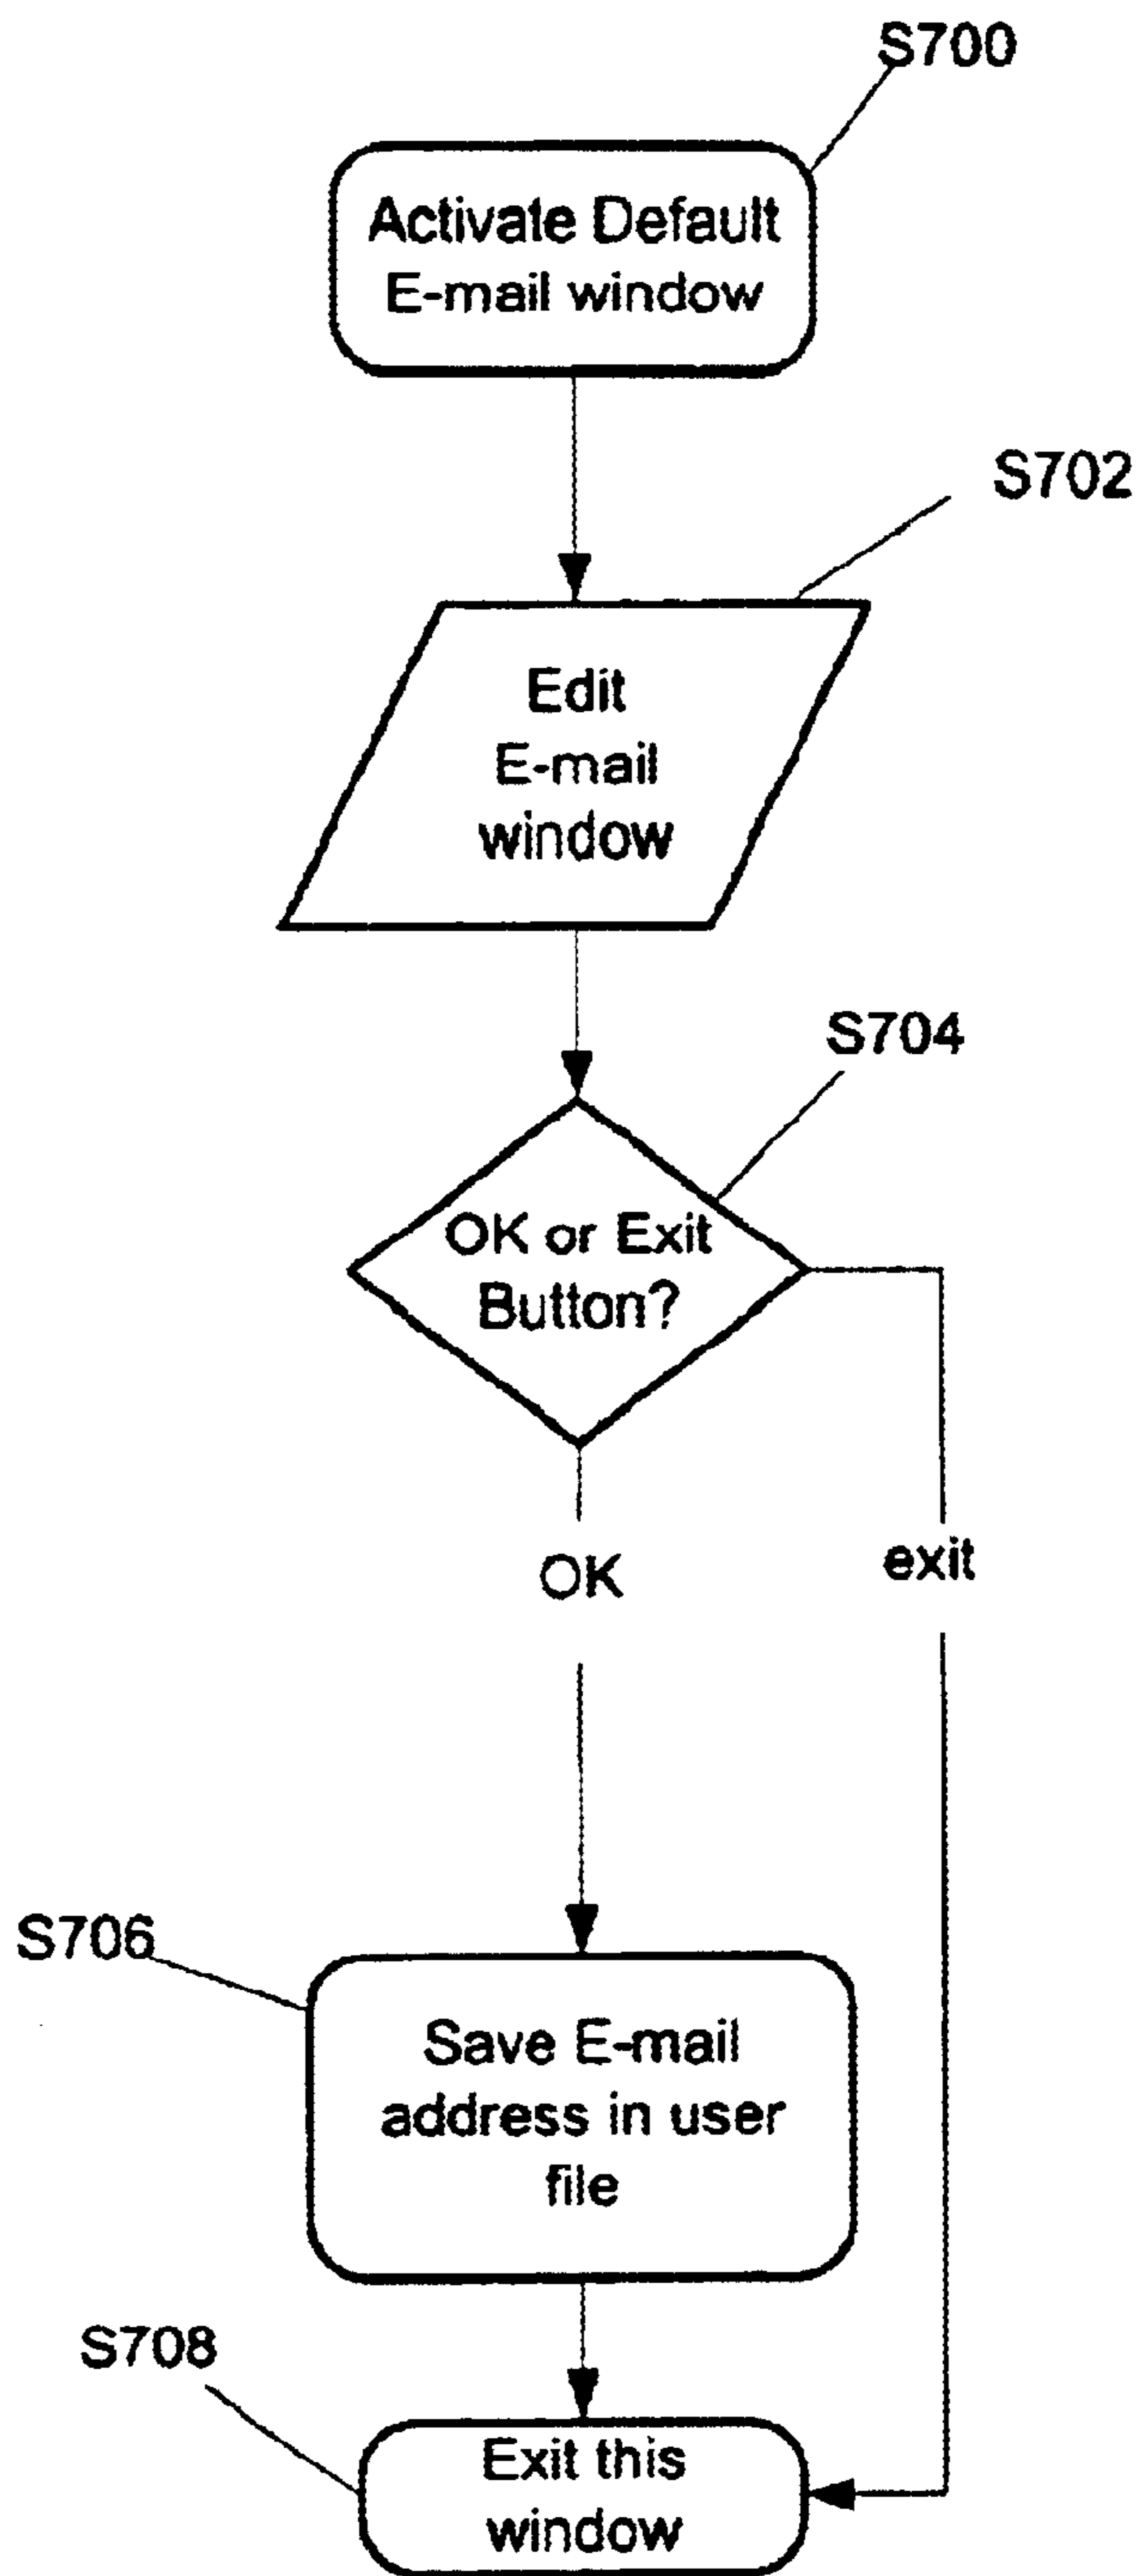 S700
Activate Default
E-mail window
S702
Edit
E-mail
window
S704
OK or Exit
Button?
OK
exit
S706
Save E-mail
address in user
file
S708
Exit this
window